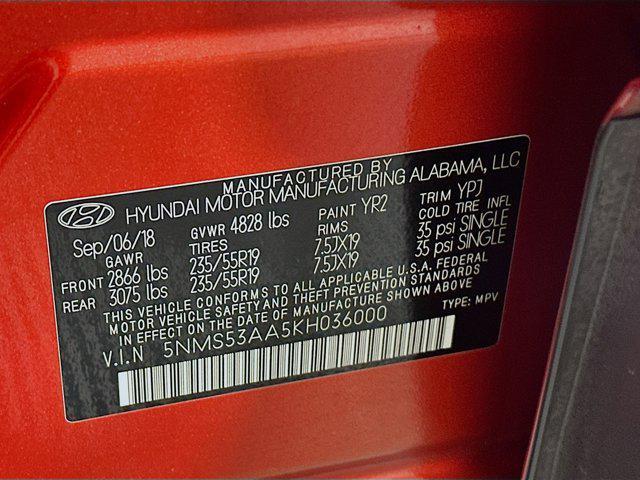 MANUFACTURED BY
HYUNDAI MOTOR MANUFACTURING ALABAMA, LLC
Sep/06/18 GVWR 4828 lbs PAINT YR2 TRIM YPJ
GAWR TIRES RIMS COLD TIRE INFL
FRONT 2866 lbs 235/55R19 7.5JX19 35 psi SINGLE
REAR 3075 lbs 235/55R19 7.5JX19 35 psi SINGLE
THIS VEHICLE CONFORMS TO ALL APPLICABLE U.S.A. FEDERAL
MOTOR VEHICLE SAFETY AND THEFT PREVENTION STANDARDS
IN EFFECT ON THE DATE OF MANUFACTURE SHOWN ABOVE
V.I.N 5NMS53AA5KH036000 TYPE: MPV